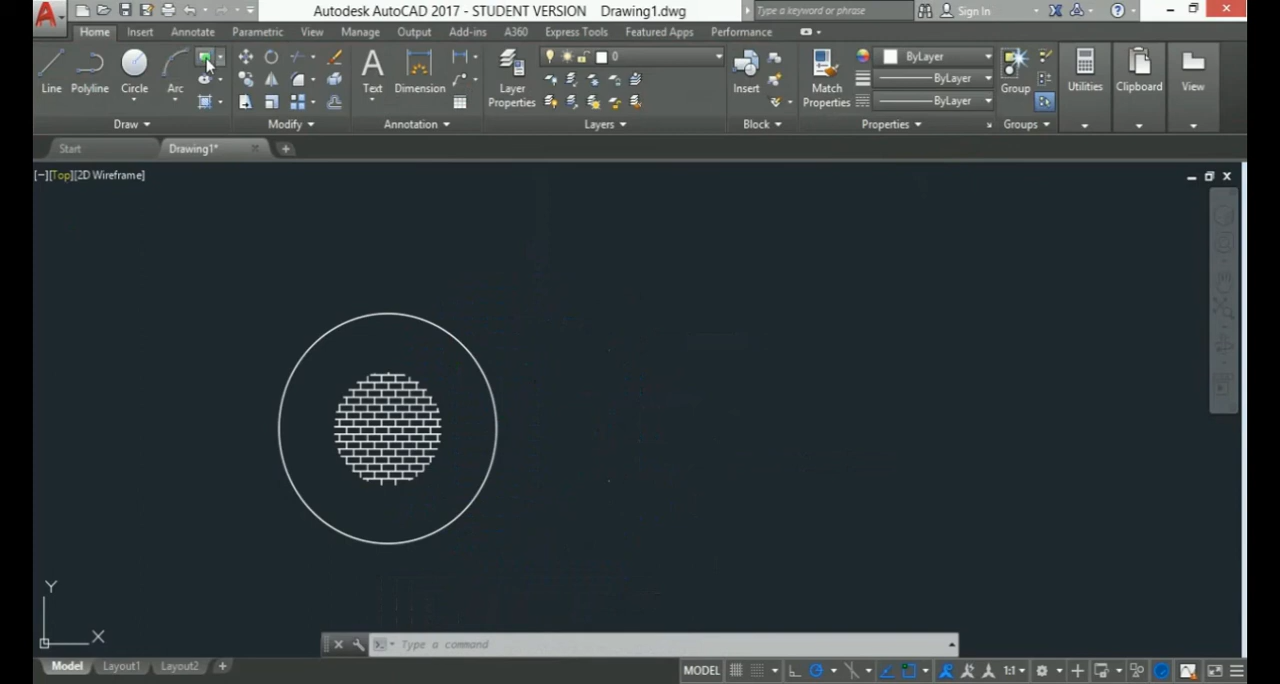 Autodesk AutoCAD 2017 - STUDENT VERSION Drawing1.dwg
Type a keyword or phrase
Sign In
Home Insert Annotate Parametric View Manage Output Add-ins A360 Express Tools Featured Apps Performance
0
ByLayer
ByLayer
ByLayer
Line Polyline Circle Arc
Text Dimension
Layer Properties
Insert
Match Properties
Group
Utilities Clipboard View
Draw Modify Annotation Layers Block Properties Groups
Start Drawing1*
[−][Top][2D Wireframe]
Y
X
Type a command
Model Layout1 Layout2
MODEL 1:1